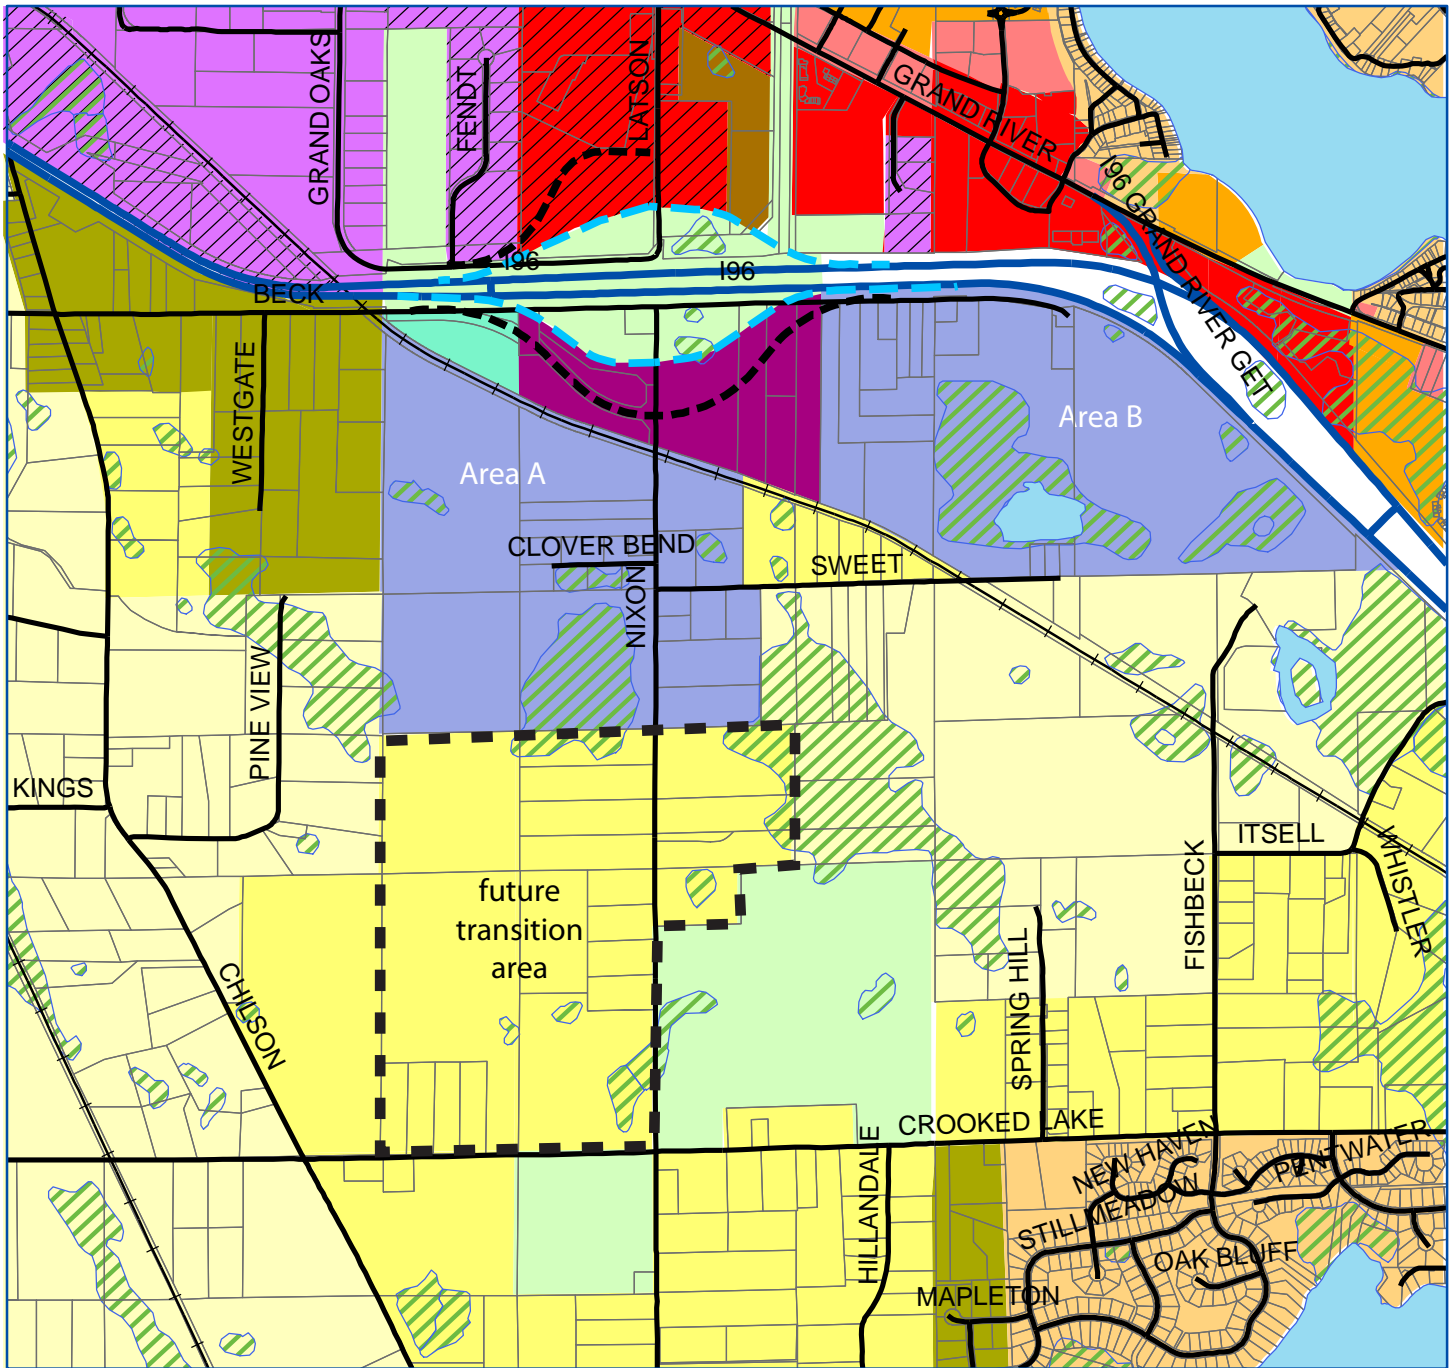 GRAND OAKS
FENDT
LATSON
GRAND RIVER
I96 GRAND RIVER GET
I96
I96
BECK
WESTGATE
Area A
Area B
CLOVER BEND
NIXON
SWEET
PINE VIEW
KINGS
ITSELL
WHISTLER
FISHBECK
future
transition
area
SPRING HILL
CHILSON
CROOKED LAKE
HILLANDALE
NEW HAVEN
PENTWATER
STILLMEADOW
OAK BLUFF
MAPLETON